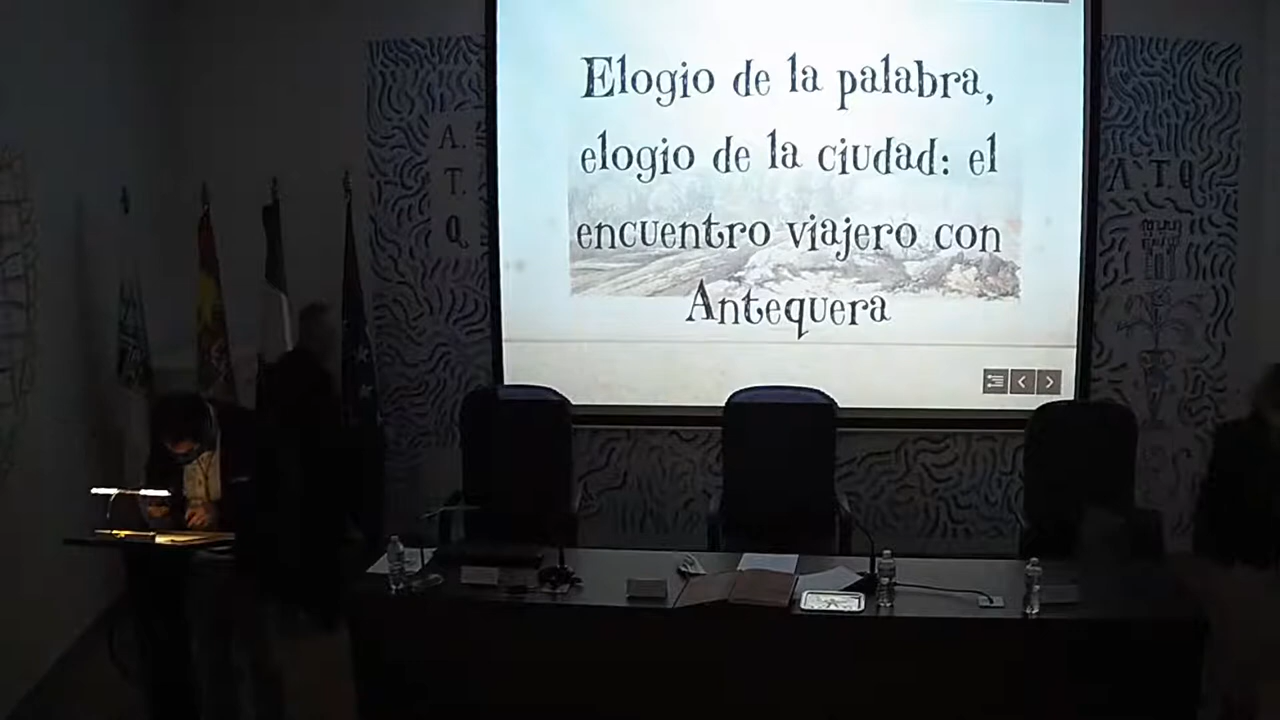 Elogio de la palabra,
elogio de la ciudad: el
encuentro viajero con
Antequera
A.
T.
Q.
A.T.Q